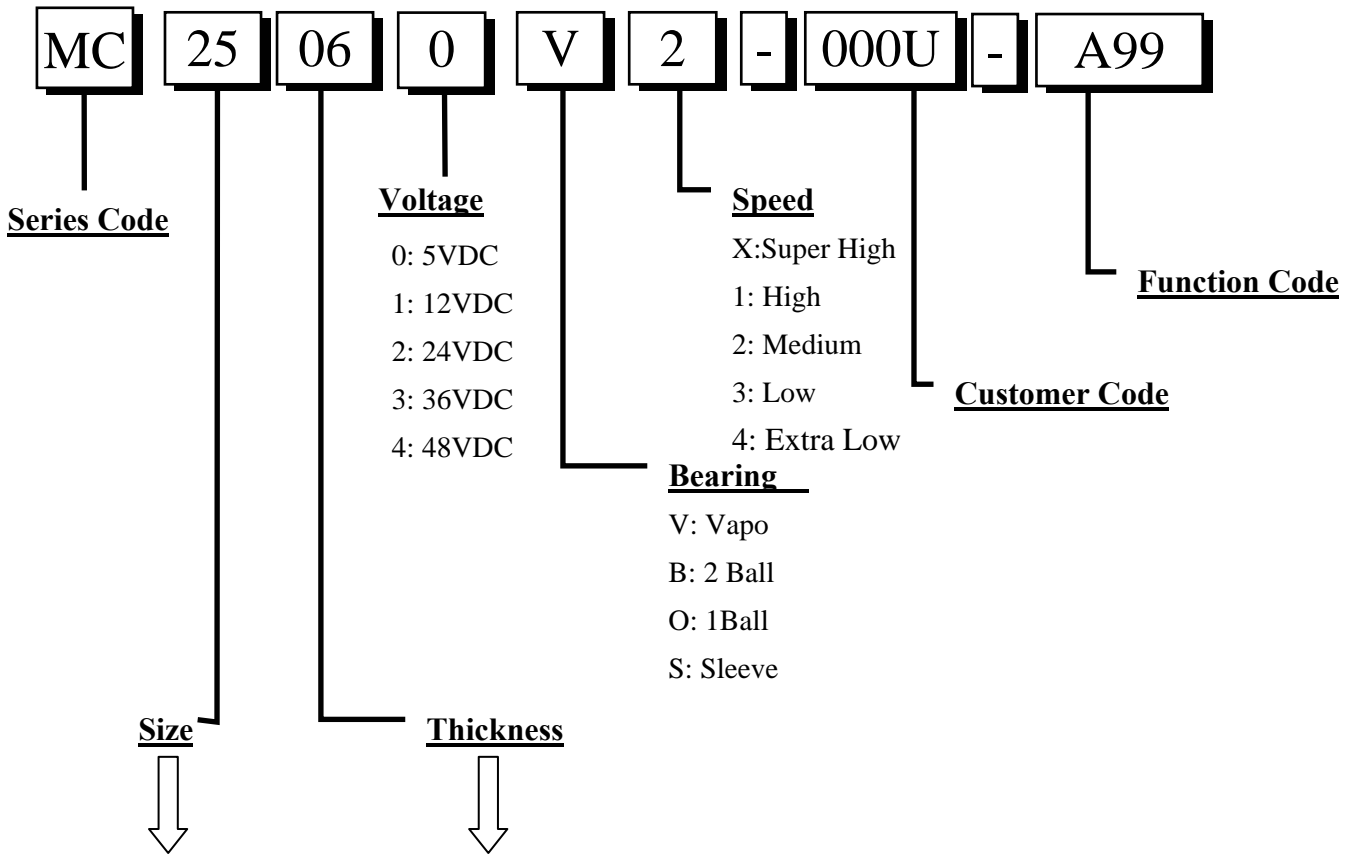 MC 25 06 0 V 2 - 000U - A99
Series Code
Voltage
0: 5VDC
1: 12VDC
2: 24VDC
3: 36VDC
4: 48VDC
Speed
X:Super High
1: High
2: Medium
3: Low
4: Extra Low
Function Code
Customer Code
Bearing
V: Vapo
B: 2 Ball
O: 1Ball
S: Sleeve
Size
Thickness